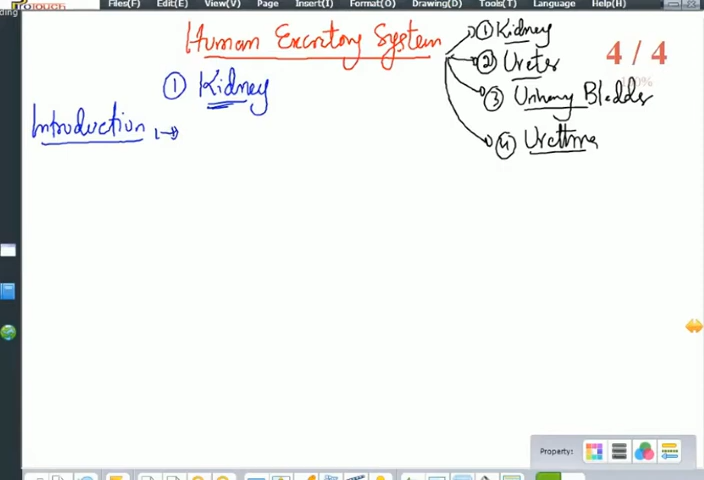 Files(F) Edit(E) View(V) Page Insert(I) Format(O) Drawing(D) Tools(T) Language Help(H)
Human Excretory System
① Kidney
② Ureter
③ Urinary Bladder
④ Urethra
4 / 4
① Kidney
Introduction
Property: